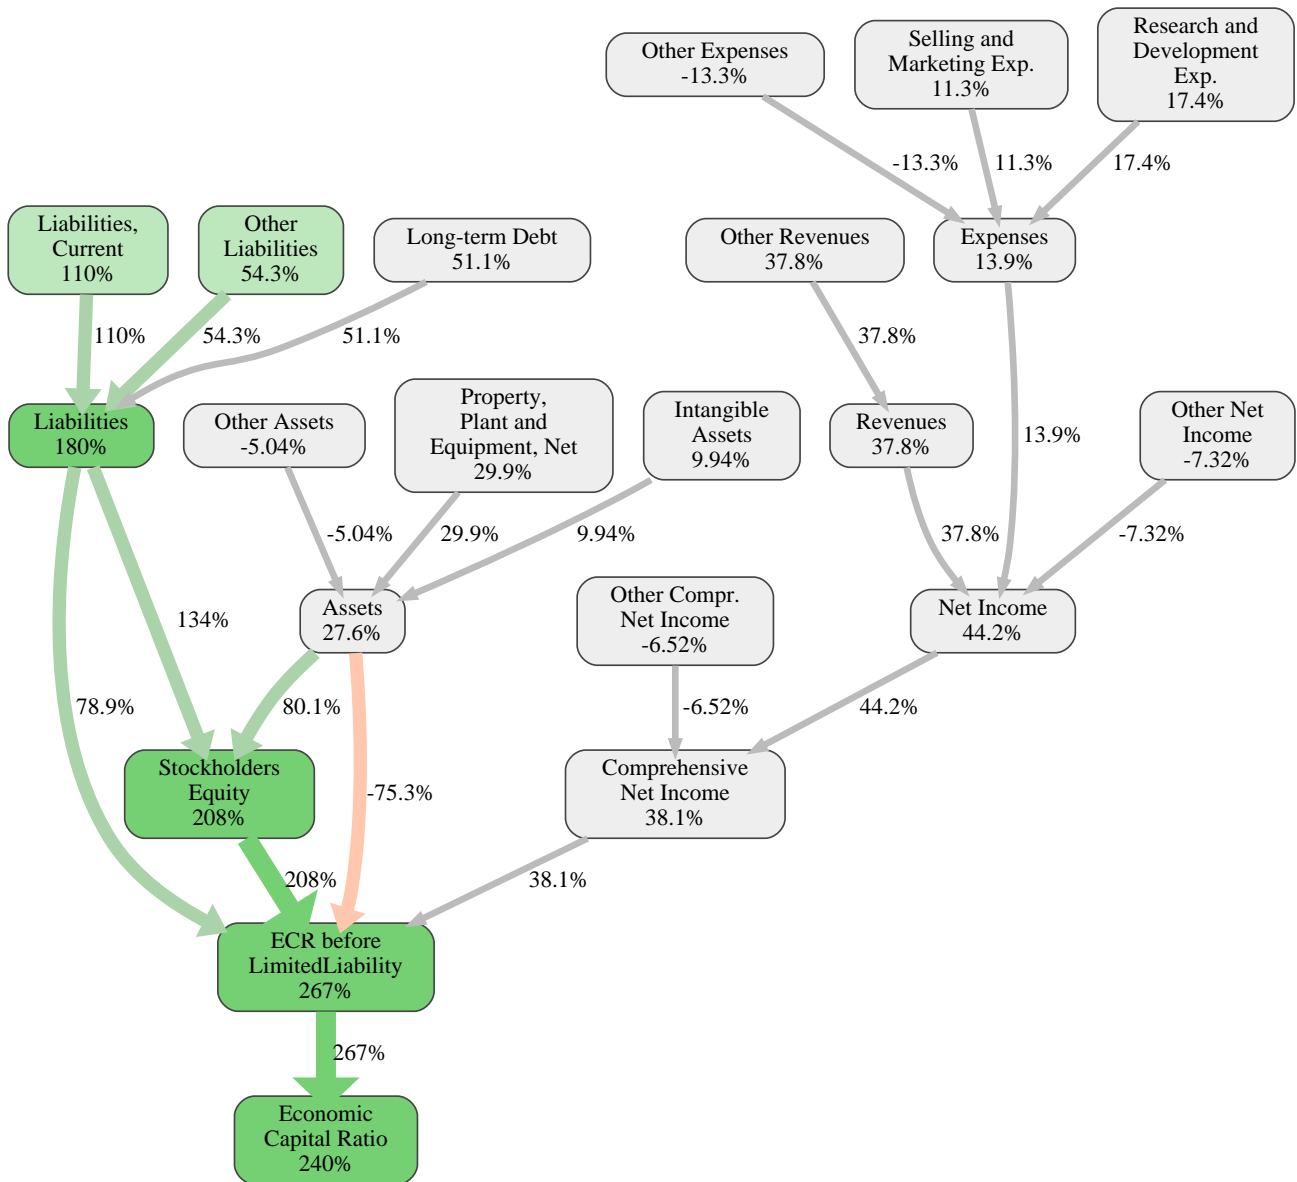 Other Expenses
-13.3%
Selling and
Marketing Exp.
11.3%
Research and
Development
Exp.
17.4%
-13.3%
11.3%
17.4%
Liabilities,
Current
110%
Other
Liabilities
54.3%
Long-term Debt
51.1%
Other Revenues
37.8%
Expenses
13.9%
110%
54.3%
51.1%
37.8%
Liabilities
180%
Other Assets
-5.04%
Property,
Plant and
Equipment, Net
29.9%
Intangible
Assets
9.94%
Revenues
37.8%
13.9%
Other Net
Income
-7.32%
-5.04%
29.9%
9.94%
37.8%
-7.32%
134%
Assets
27.6%
Other Compr.
Net Income
-6.52%
Net Income
44.2%
78.9%
80.1%
-6.52%
44.2%
Stockholders
Equity
208%
-75.3%
Comprehensive
Net Income
38.1%
208%
38.1%
ECR before
LimitedLiability
267%
267%
Economic
Capital Ratio
240%